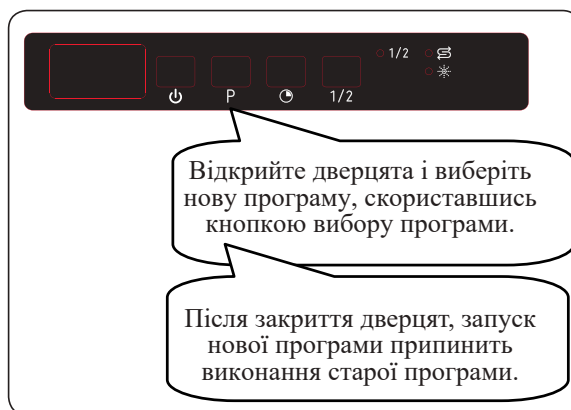 1/2
P 1/2
Відкрийте дверцята і виберіть
нову програму, скориставшись
кнопкою вибору програми.
Після закриття дверцят, запуск
нової програми припинить
виконання старої програми.